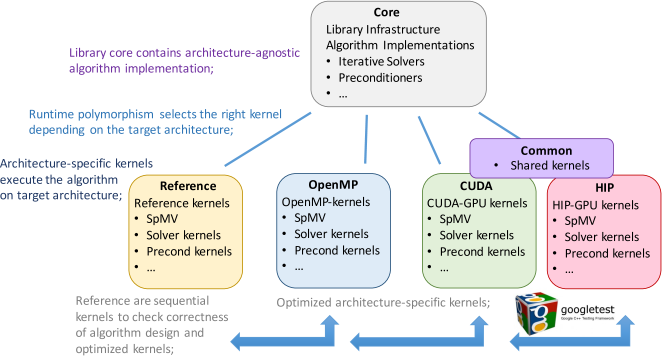 Core
Library Infrastructure
Algorithm Implementations
• Iterative Solvers
• Preconditioners
• ...
Library core contains architecture-agnostic
algorithm implementation;
Runtime polymorphism selects the right kernel
depending on the target architecture;
Architecture-specific kernels
execute the algorithm
on target architecture;
Common
• Shared kernels
Reference
Reference kernels
• SpMV
• Solver kernels
• Precond kernels
• ...
OpenMP
OpenMP-kernels
• SpMV
• Solver kernels
• Precond kernels
• ...
CUDA
CUDA-GPU kernels
• SpMV
• Solver kernels
• Precond kernels
• ...
HIP
HIP-GPU kernels
• SpMV
• Solver kernels
• Precond kernels
• ...
Reference are sequential
kernels to check correctness
of algorithm design and
optimized kernels;
Optimized architecture-specific kernels;
googletest
Google C++ Testing Framework